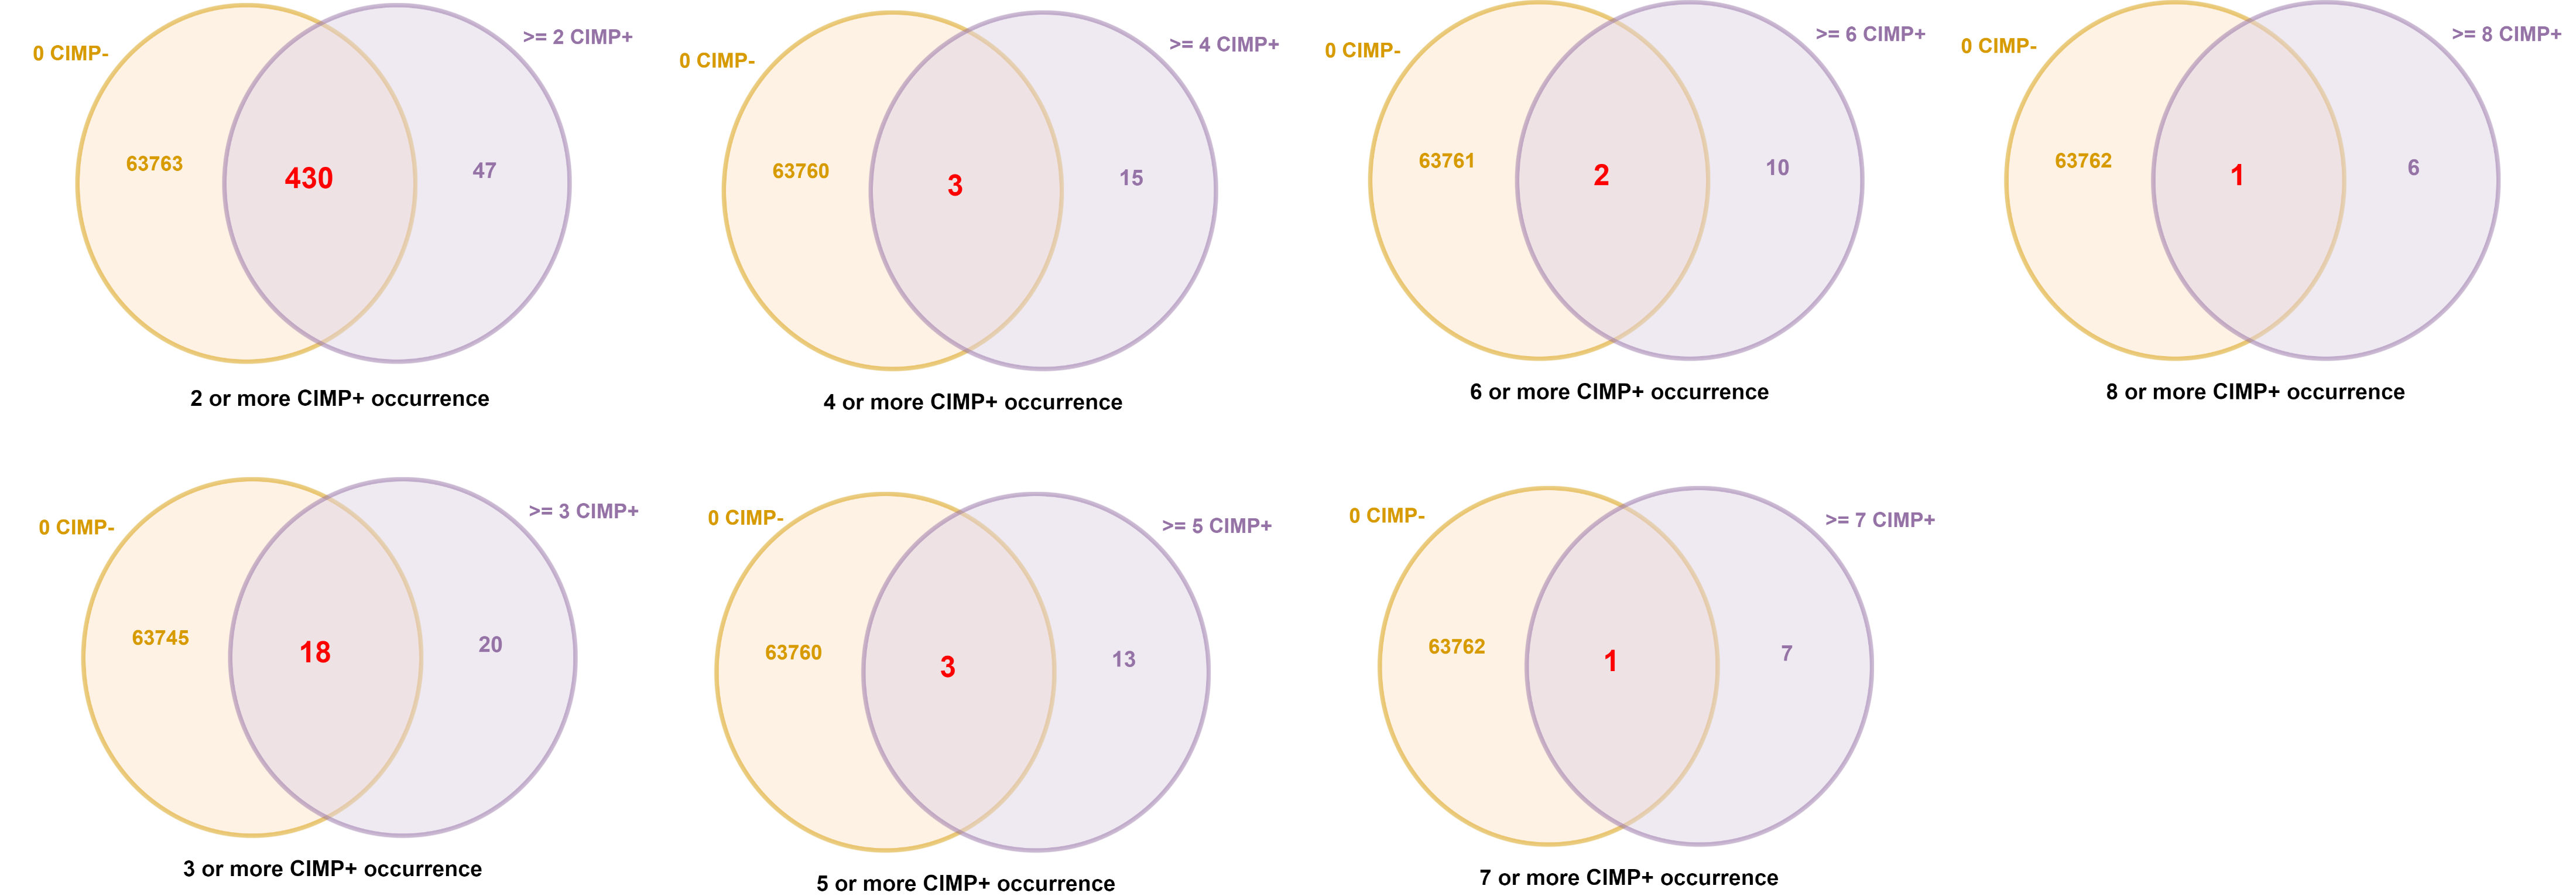 0 CIMP-
>= 2 CIMP+
63763
430
47
2 or more CIMP+ occurrence
0 CIMP-
>= 4 CIMP+
63760
3
15
4 or more CIMP+ occurrence
0 CIMP-
>= 6 CIMP+
63761
2
10
6 or more CIMP+ occurrence
0 CIMP-
>= 8 CIMP+
63762
1
6
8 or more CIMP+ occurrence
0 CIMP-
>= 3 CIMP+
63745
18
20
3 or more CIMP+ occurrence
0 CIMP-
>= 5 CIMP+
63760
3
13
5 or more CIMP+ occurrence
0 CIMP-
>= 7 CIMP+
63762
1
7
7 or more CIMP+ occurrence